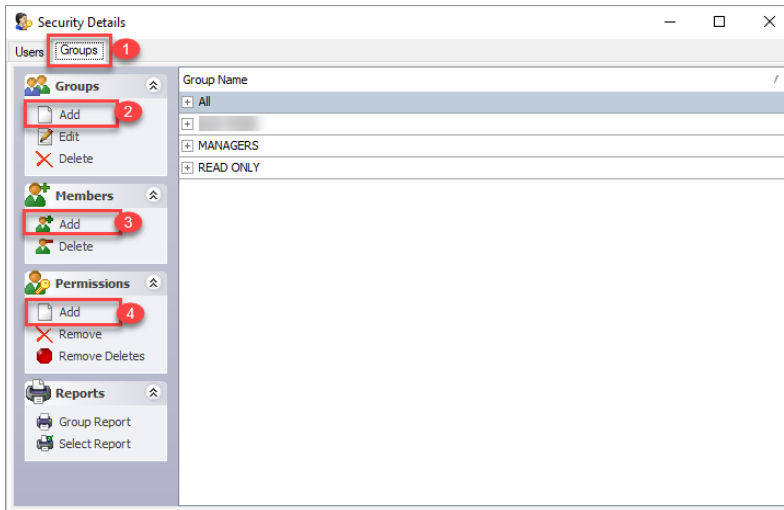 Security Details
Users Groups 1
Groups
Add 2
Edit
Delete
Members
Add 3
Delete
Permissions
Add 4
Remove
Remove Deletes
Reports
Group Report
Select Report
Group Name
All
MANAGERS
READ ONLY